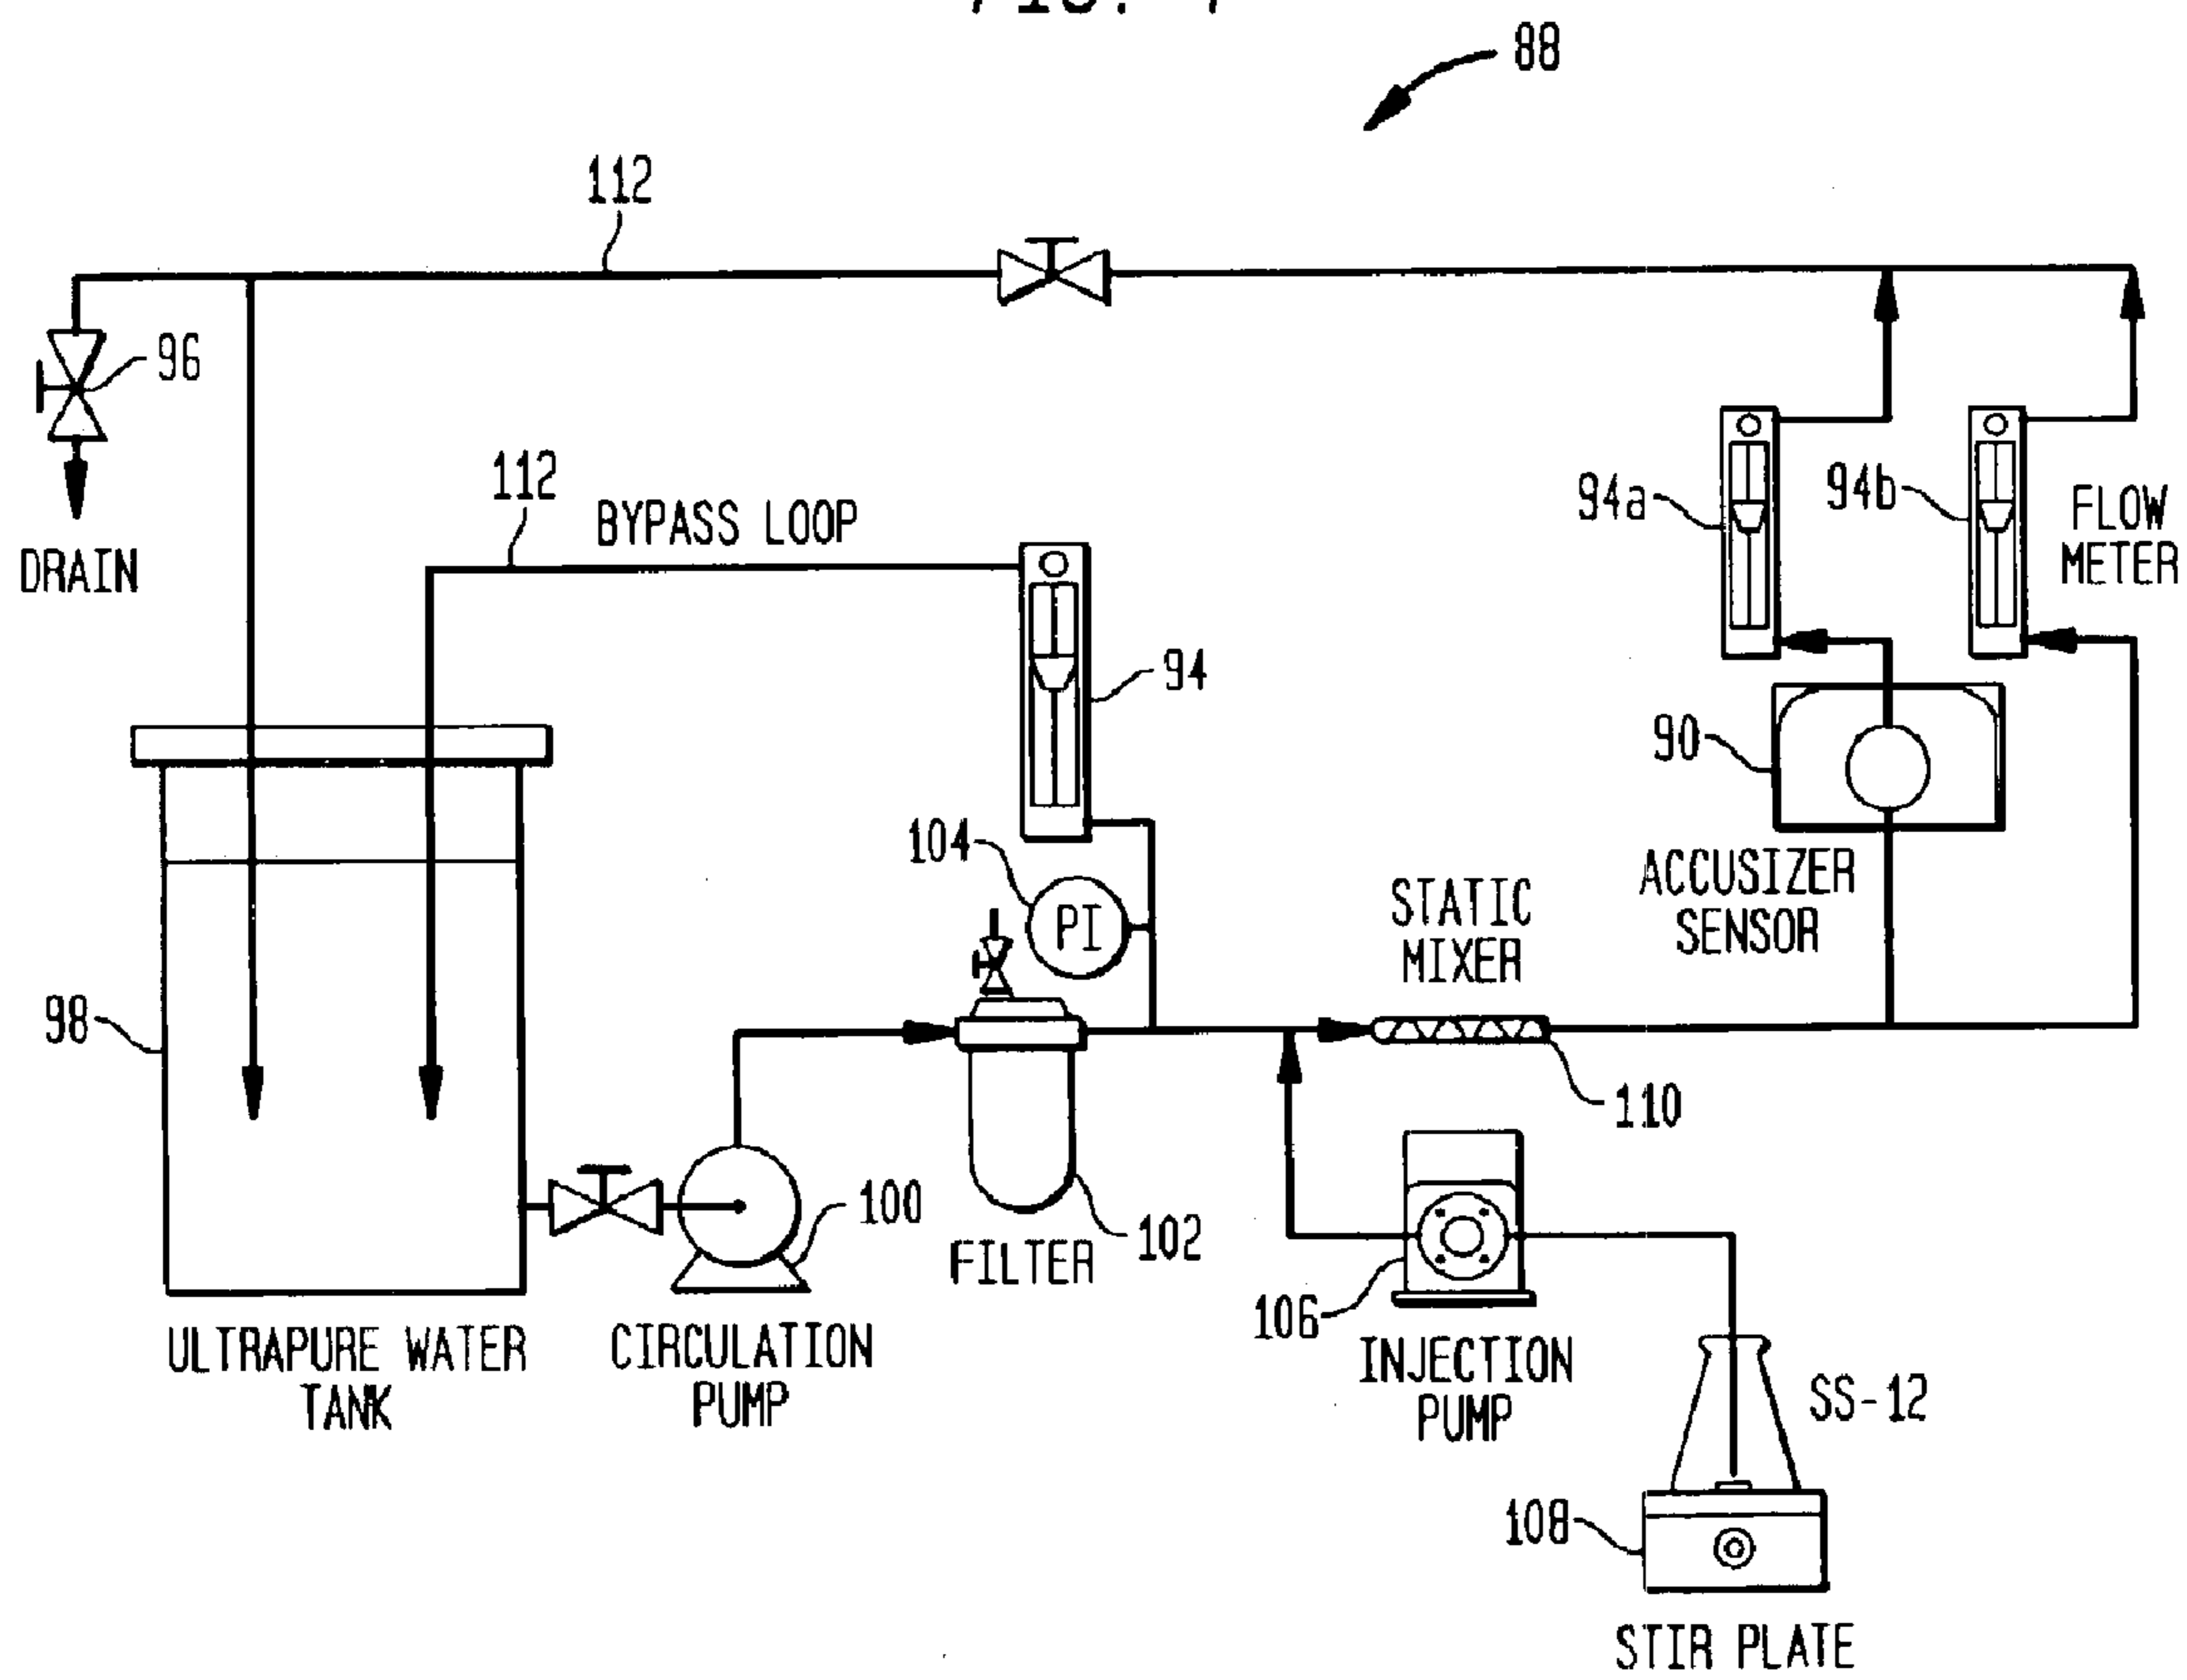 88
112
96
DRAIN
112
BYPASS LOOP
94
94a
94b
FLOW
METER
90
ACCUSIZER
SENSOR
104
PI
STATIC
MIXER
98
110
100
102
FILTER
106
INJECTION
PUMP
ULTRAPURE WATER
TANK
CIRCULATION
PUMP
SS-12
108
STIR PLATE